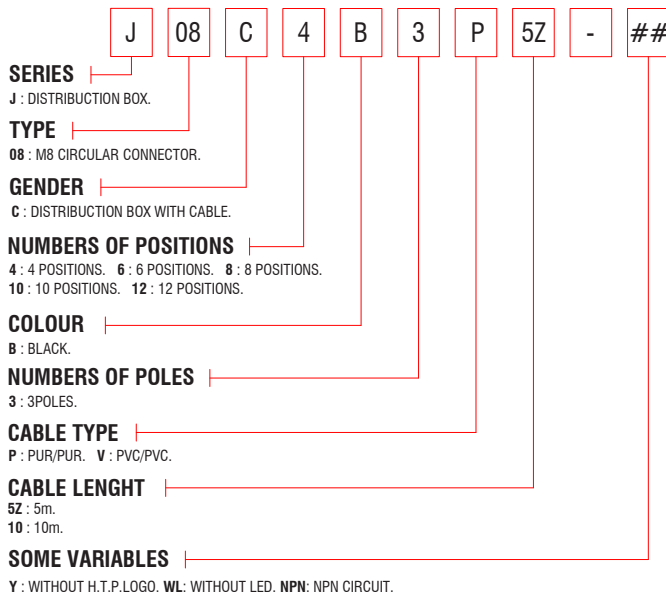 J 08 C 4 B 3 P 5Z - ##
SERIES
J : DISTRIBUCTION BOX.
TYPE
08 : M8 CIRCULAR CONNECTOR.
GENDER
C : DISTRIBUCTION BOX WITH CABLE.
NUMBERS OF POSITIONS
4 : 4 POSITIONS. 6 : 6 POSITIONS. 8 : 8 POSITIONS.
10 : 10 POSITIONS. 12 : 12 POSITIONS.
COLOUR
B : BLACK.
NUMBERS OF POLES
3 : 3POLES.
CABLE TYPE
P : PUR/PUR. V : PVC/PVC.
CABLE LENGHT
5Z : 5m.
10 : 10m.
SOME VARIABLES
Y : WITHOUT H.T.P.LOGO. WL: WITHOUT LED. NPN: NPN CIRCUIT.